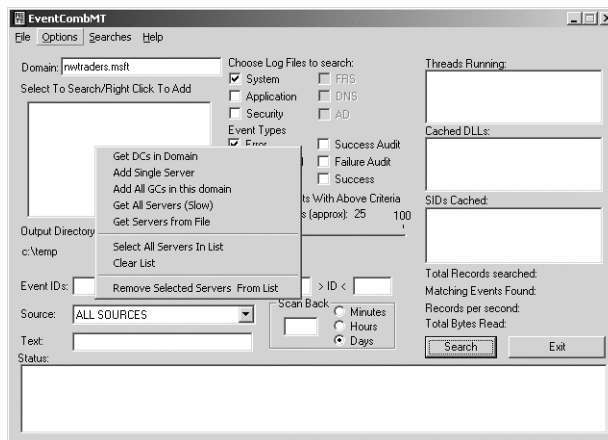 EventCombMT
File Options Searches Help
Domain: nwtraders.msft
Select To Search/Right Click To Add
Choose Log Files to search:
System FRS
Application DNS
Security AD
Event Types
Error Success Audit
Failure Audit
Success
Get DCs in Domain
Add Single Server
Add All GCs in this domain
Get All Servers (Slow)
Get Servers from File
Select All Servers In List
Clear List
Remove Selected Servers From List
ts With Above Criteria
s (approx): 25 100
Output Directory
c:\temp
Event IDs: > ID <
Source: ALL SOURCES
Text:
Scan Back
Minutes
Hours
Days
Threads Running:
Cached DLLs:
SIDs Cached:
Total Records searched:
Matching Events Found:
Records per second:
Total Bytes Read:
Search Exit
Status: